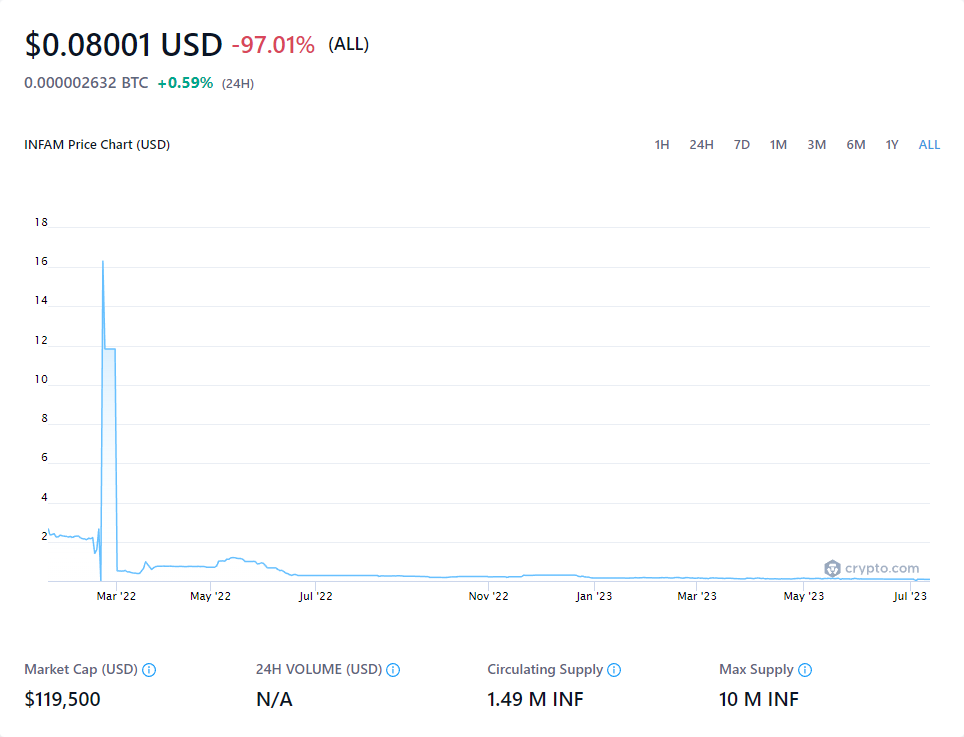 $0.08001 USD -97.01% (ALL)
0.000002632 BTC +0.59% (24H)
INFAM Price Chart (USD) 1H 24H 7D 1M 3M 6M 1Y ALL
18
16
14
12
10
8
6
4
2
crypto.com
Mar '22 May '22 Jul '22 Nov '22 Jan '23 Mar '23 May '23 Jul '23
Market Cap (USD) 24H VOLUME (USD) Circulating Supply Max Supply
$119,500 N/A 1.49 M INF 10 M INF